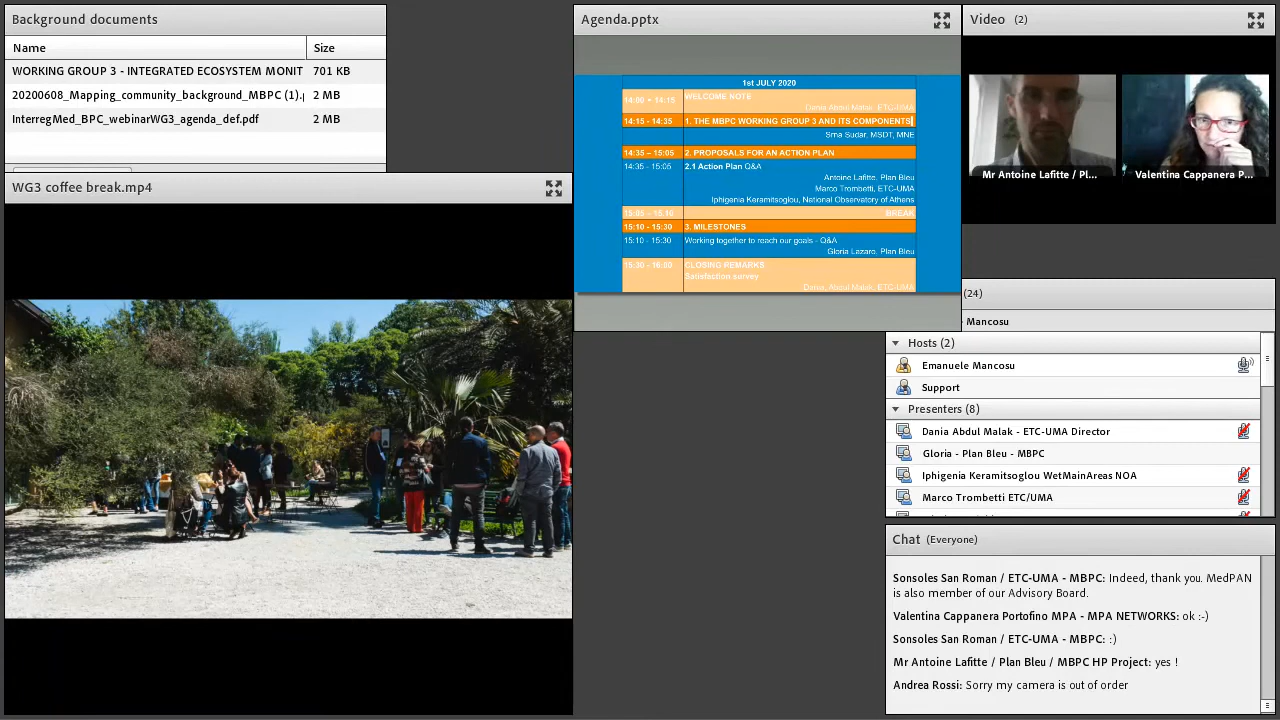 Background documents
Name
Size
WORKING GROUP 3 - INTEGRATED ECOSYSTEM MONIT
701 KB
20200608_mapping_community_background_MBPC (1).p
2 MB
InterregMed_BPC_webinarWG3_agenda_def.pdf
2 MB
WG3 coffee break.mp4
Agenda.pptx
1st JULY 2020
14:00 - 14:15
WELCOME NOTE
Dania Abdul Malak, ETC-UMA
14:15 - 14:35
1. THE MBPC WORKING GROUP 3 AND ITS COMPONENTS
Srna Sudar, MSDT, MNE
14:35 – 15:05
2. PROPOSALS FOR AN ACTION PLAN
14:35 - 15:05
2.1 Action Plan Q&A
Antoine Lafitte, Plan Bleu
Marco Trombetti, ETC-UMA
Iphigenia Keramitsoglou, National Observatory of Athens
15:05 – 15:10
BREAK
15:10 - 15:30
3. MILESTONES
15:10 - 15:30
Working together to reach our goals - Q&A
Gloria Lazaro, Plan Bleu
15:30 - 16:00
CLOSING REMARKS
Satisfaction survey
Dania, Abdul Malak, ETC-UMA
Video (2)
Mr Antoine Lafitte / Pl...
Valentina Cappanera P...
(24)
Mancosu
Hosts (2)
Emanuele Mancosu
Support
Presenters (8)
Dania Abdul Malak - ETC-UMA Director
Gloria - Plan Bleu - MBPC
Iphigenia Keramitsoglou WetMainAreas NOA
Marco Trombetti ETC/UMA
Chat (Everyone)
Sonsoles San Roman / ETC-UMA - MBPC: Indeed, thank you. MedPAN
is also member of our Advisory Board.
Valentina Cappanera Portofino MPA - MPA NETWORKS: ok :-)
Sonsoles San Roman / ETC-UMA - MBPC: :)
Mr Antoine Lafitte / Plan Bleu / MBPC HP Project: yes !
Andrea Rossi: Sorry my camera is out of order